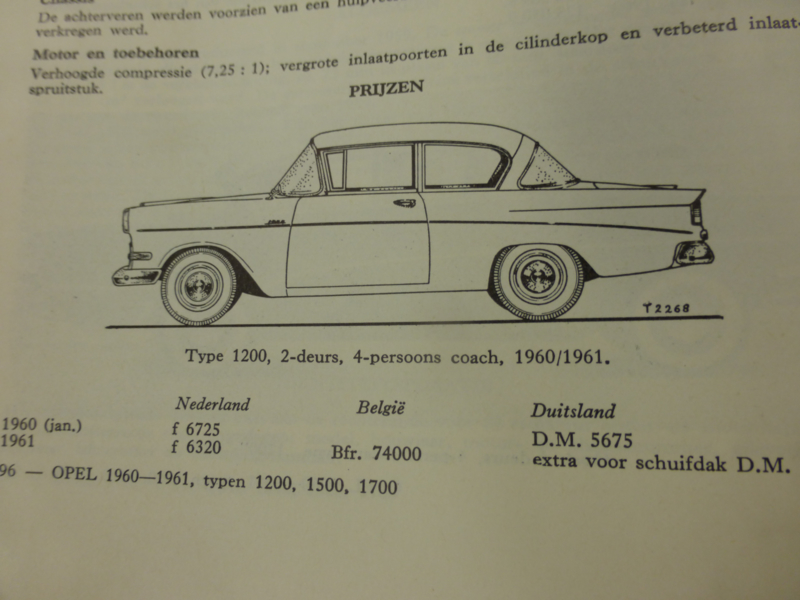 Chassis
De achterveren werden voorzien van een hulpve
verkregen werd.
Motor en toebehoren
Verhoogde compressie (7,25 : 1); vergrote inlaatpoorten in de cilinderkop en verbeterd inlaat-
spruitstuk.
PRIJZEN
T2268
Type 1200, 2-deurs, 4-persoons coach, 1960/1961.
Nederland België Duitsland
1960 (jan.) f 6725 D.M. 5675
1961 f 6320 Bfr. 74000 extra voor schuifdak D.M.
96 — OPEL 1960—1961, typen 1200, 1500, 1700